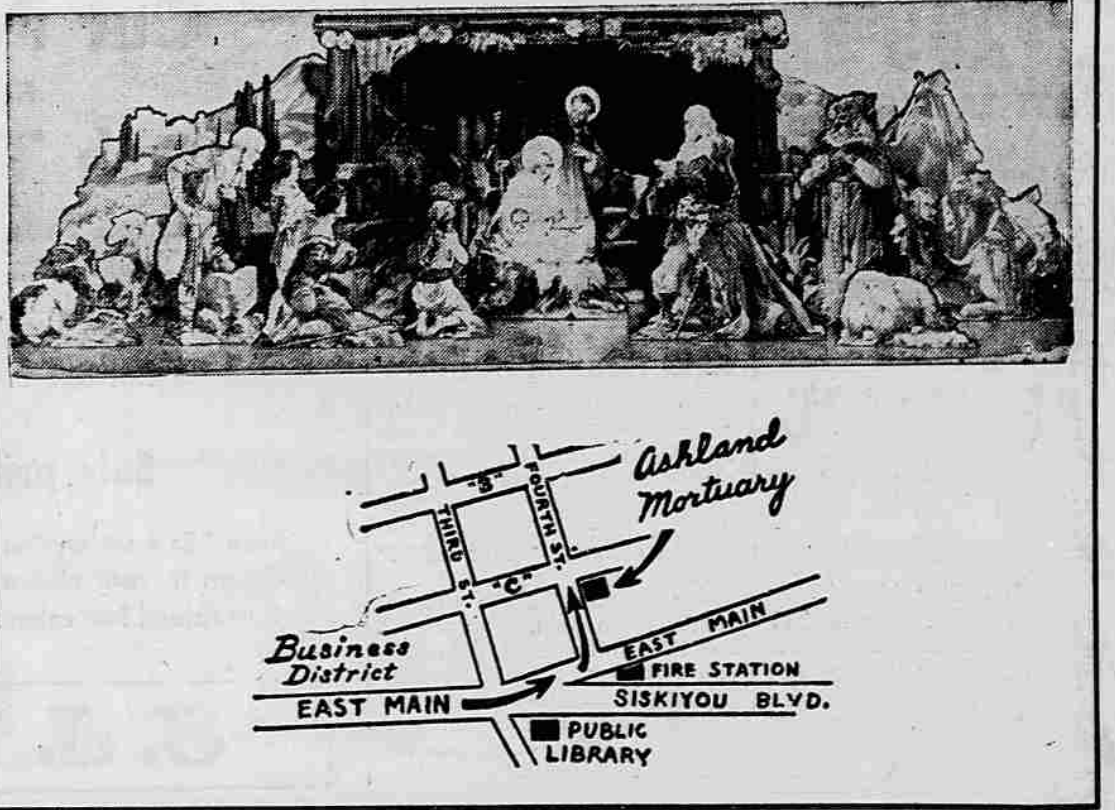 Ashland
Mortuary
"B"
FOURTH ST.
THIRD ST.
"C"
Business
District
EAST MAIN
EAST MAIN
FIRE STATION
SISKIYOU BLVD.
PUBLIC
LIBRARY